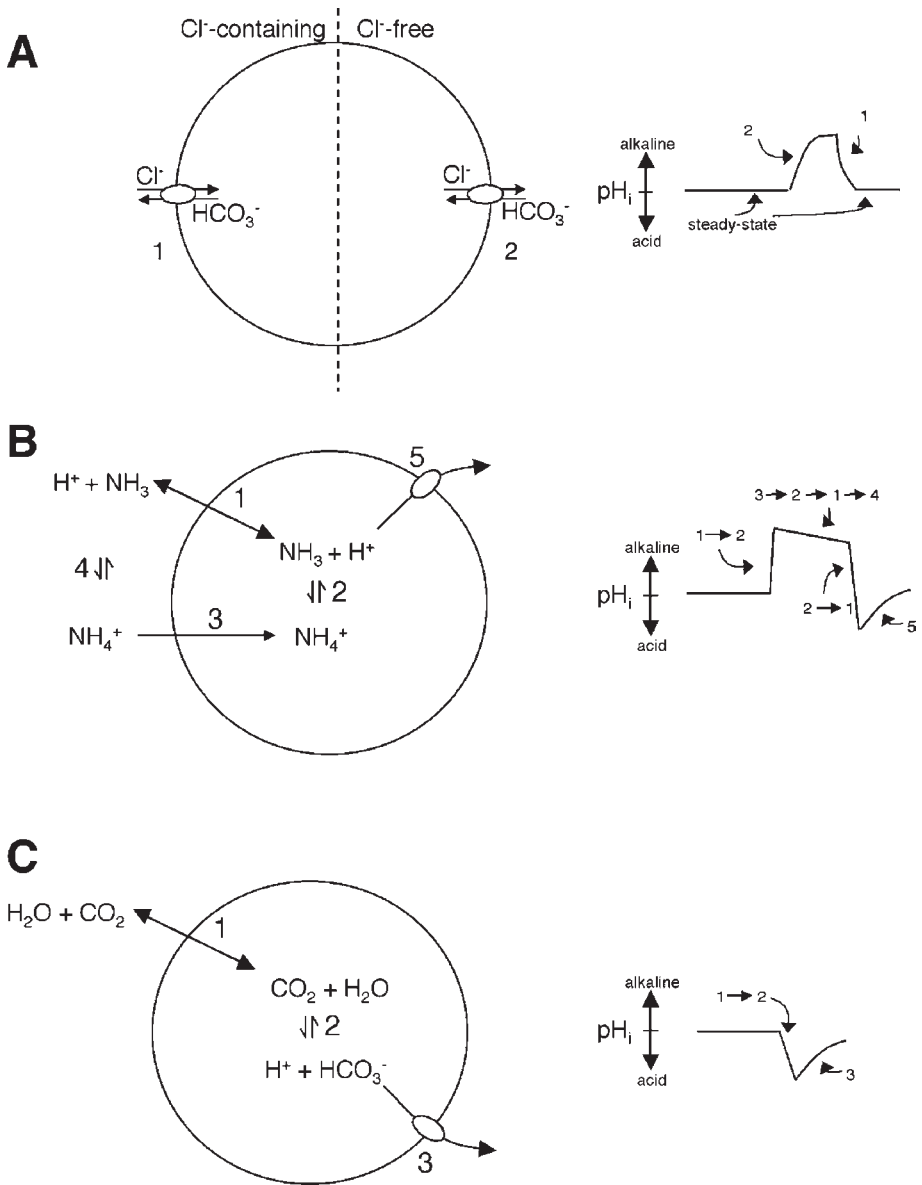 Cl⁻-containing Cl⁻-free
A
Cl⁻
HCO₃⁻
1
Cl⁻
HCO₃⁻
2
alkaline
pHᵢ
acid
2
1
steady-state
B
H⁺ + NH₃
1
5
NH₃ + H⁺
4⇌
⇌2
NH₄⁺
3
NH₄⁺
3→2→1→4
1→2
alkaline
pHᵢ
acid
2→1
5
C
H₂O + CO₂
1
CO₂ + H₂O
⇌2
H⁺ + HCO₃⁻
3
alkaline
1→2
pHᵢ
acid
3